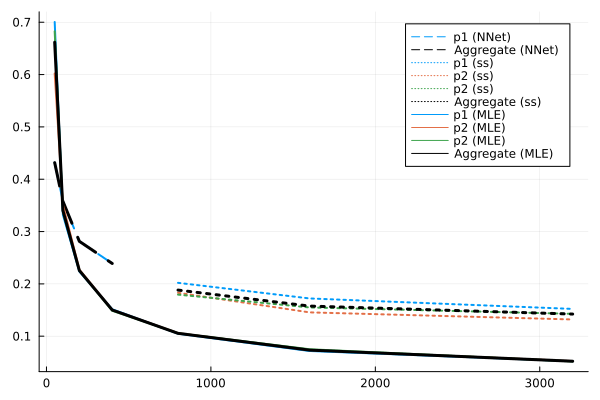 0.7
0.6
0.5
0.4
0.3
0.2
0.1
0
1000
2000
3000
p1 (NNet)
Aggregate (NNet)
p1 (ss)
p2 (ss)
p2 (ss)
Aggregate (ss)
p1 (MLE)
p2 (MLE)
p2 (MLE)
Aggregate (MLE)